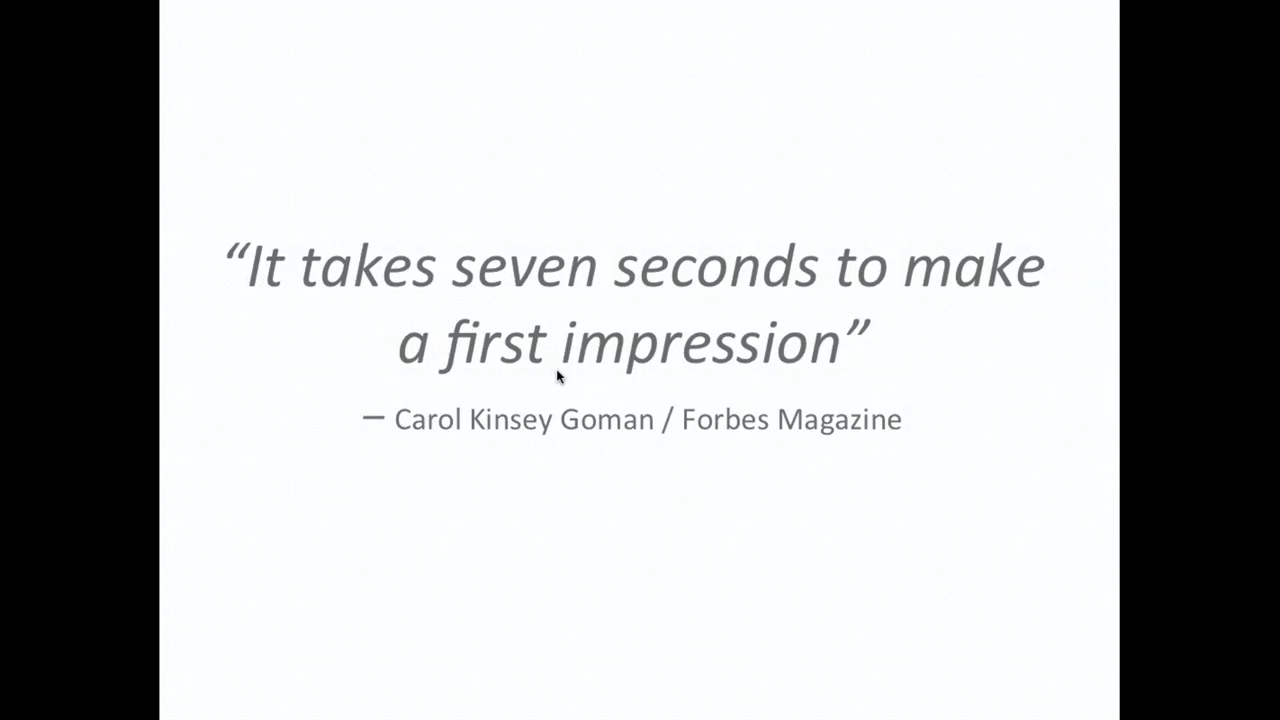 “It takes seven seconds to make
a first impression”
– Carol Kinsey Goman / Forbes Magazine